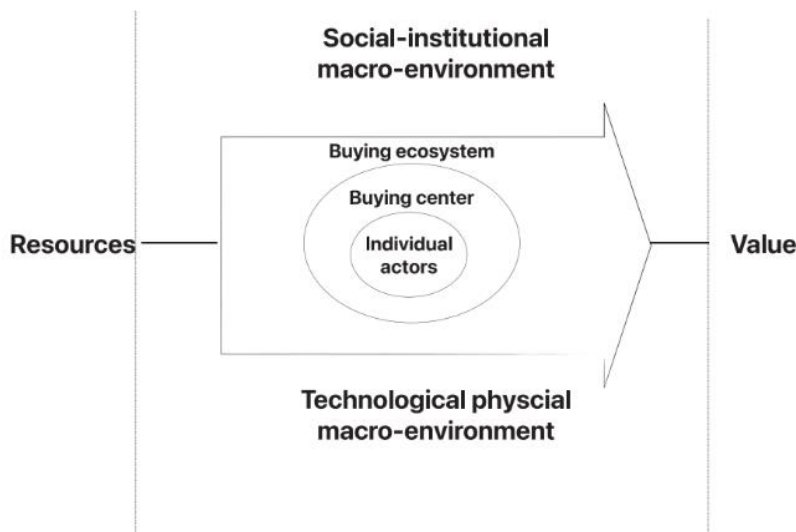 Social-institutional
macro-environment
Buying ecosystem
Buying center
Individual
actors
Resources
Value
Technological physcial
macro-environment